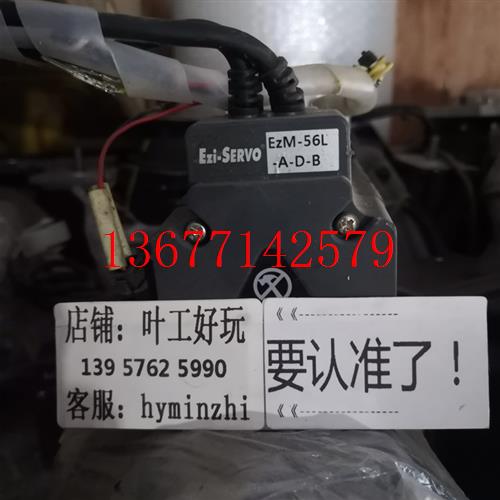 Ezi-SERVO
EzM-56L
-A-D-B
13677142579
店铺：叶工好玩
139 5762 5990
客服：hyminzhi
《《
要认准了！
《《